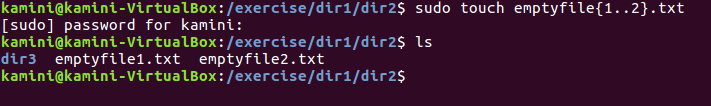 kamini@kamini-VirtualBox:/exercise/dir1/dir2$ sudo touch emptyfile{1..2}.txt
[sudo] password for kamini:
kamini@kamini-VirtualBox:/exercise/dir1/dir2$ ls
dir3  emptyfile1.txt  emptyfile2.txt
kamini@kamini-VirtualBox:/exercise/dir1/dir2$